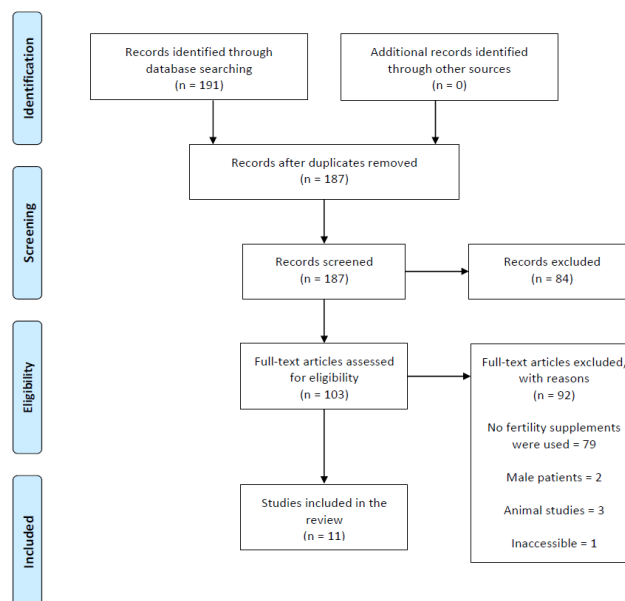 Identification
Records identified through
database searching
(n = 191)
Additional records identified
through other sources
(n = 0)
Records after duplicates removed
(n = 187)
Screening
Records screened
(n = 187)
Records excluded
(n = 84)
Eligibility
Full-text articles assessed
for eligibility
(n = 103)
Full-text articles excluded,
with reasons
(n = 92)
No fertility supplements
were used = 79
Male patients = 2
Animal studies = 3
Inaccessible = 1
Included
Studies included in the
review
(n = 11)